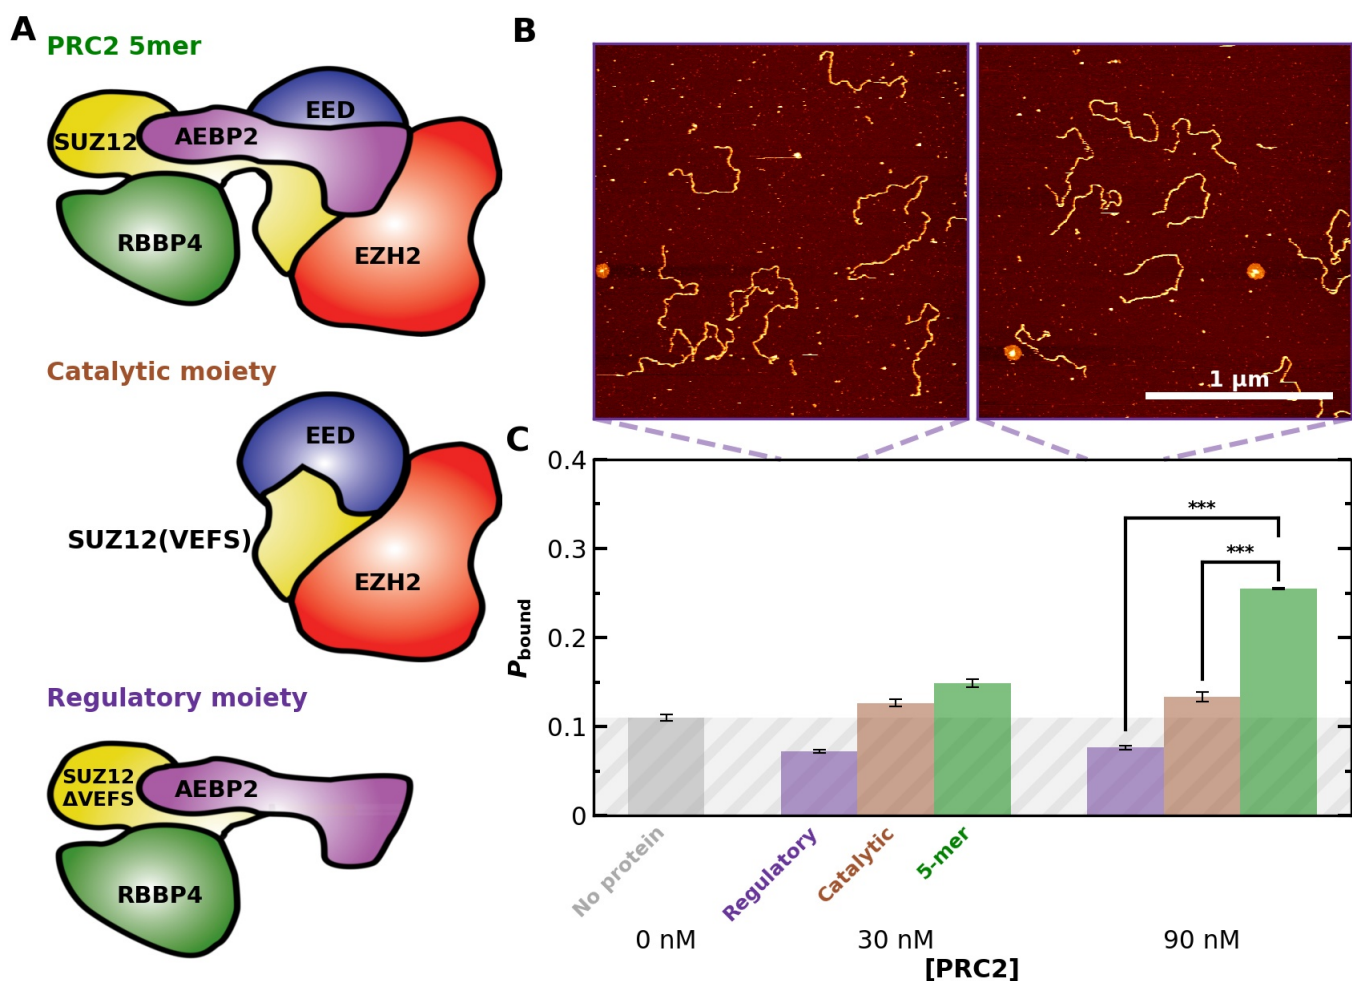 A
PRC2 5mer
SUZ12
AEBP2
EED
RBBP4
EZH2
Catalytic moiety
EED
SUZ12(VEFS)
EZH2
Regulatory moiety
SUZ12
ΔVEFS
AEBP2
RBBP4
B
1 μm
C
0.4
0.3
0.2
0.1
0
Pbound
***
***
No protein
Regulatory
Catalytic
5-mer
0 nM
30 nM
90 nM
[PRC2]